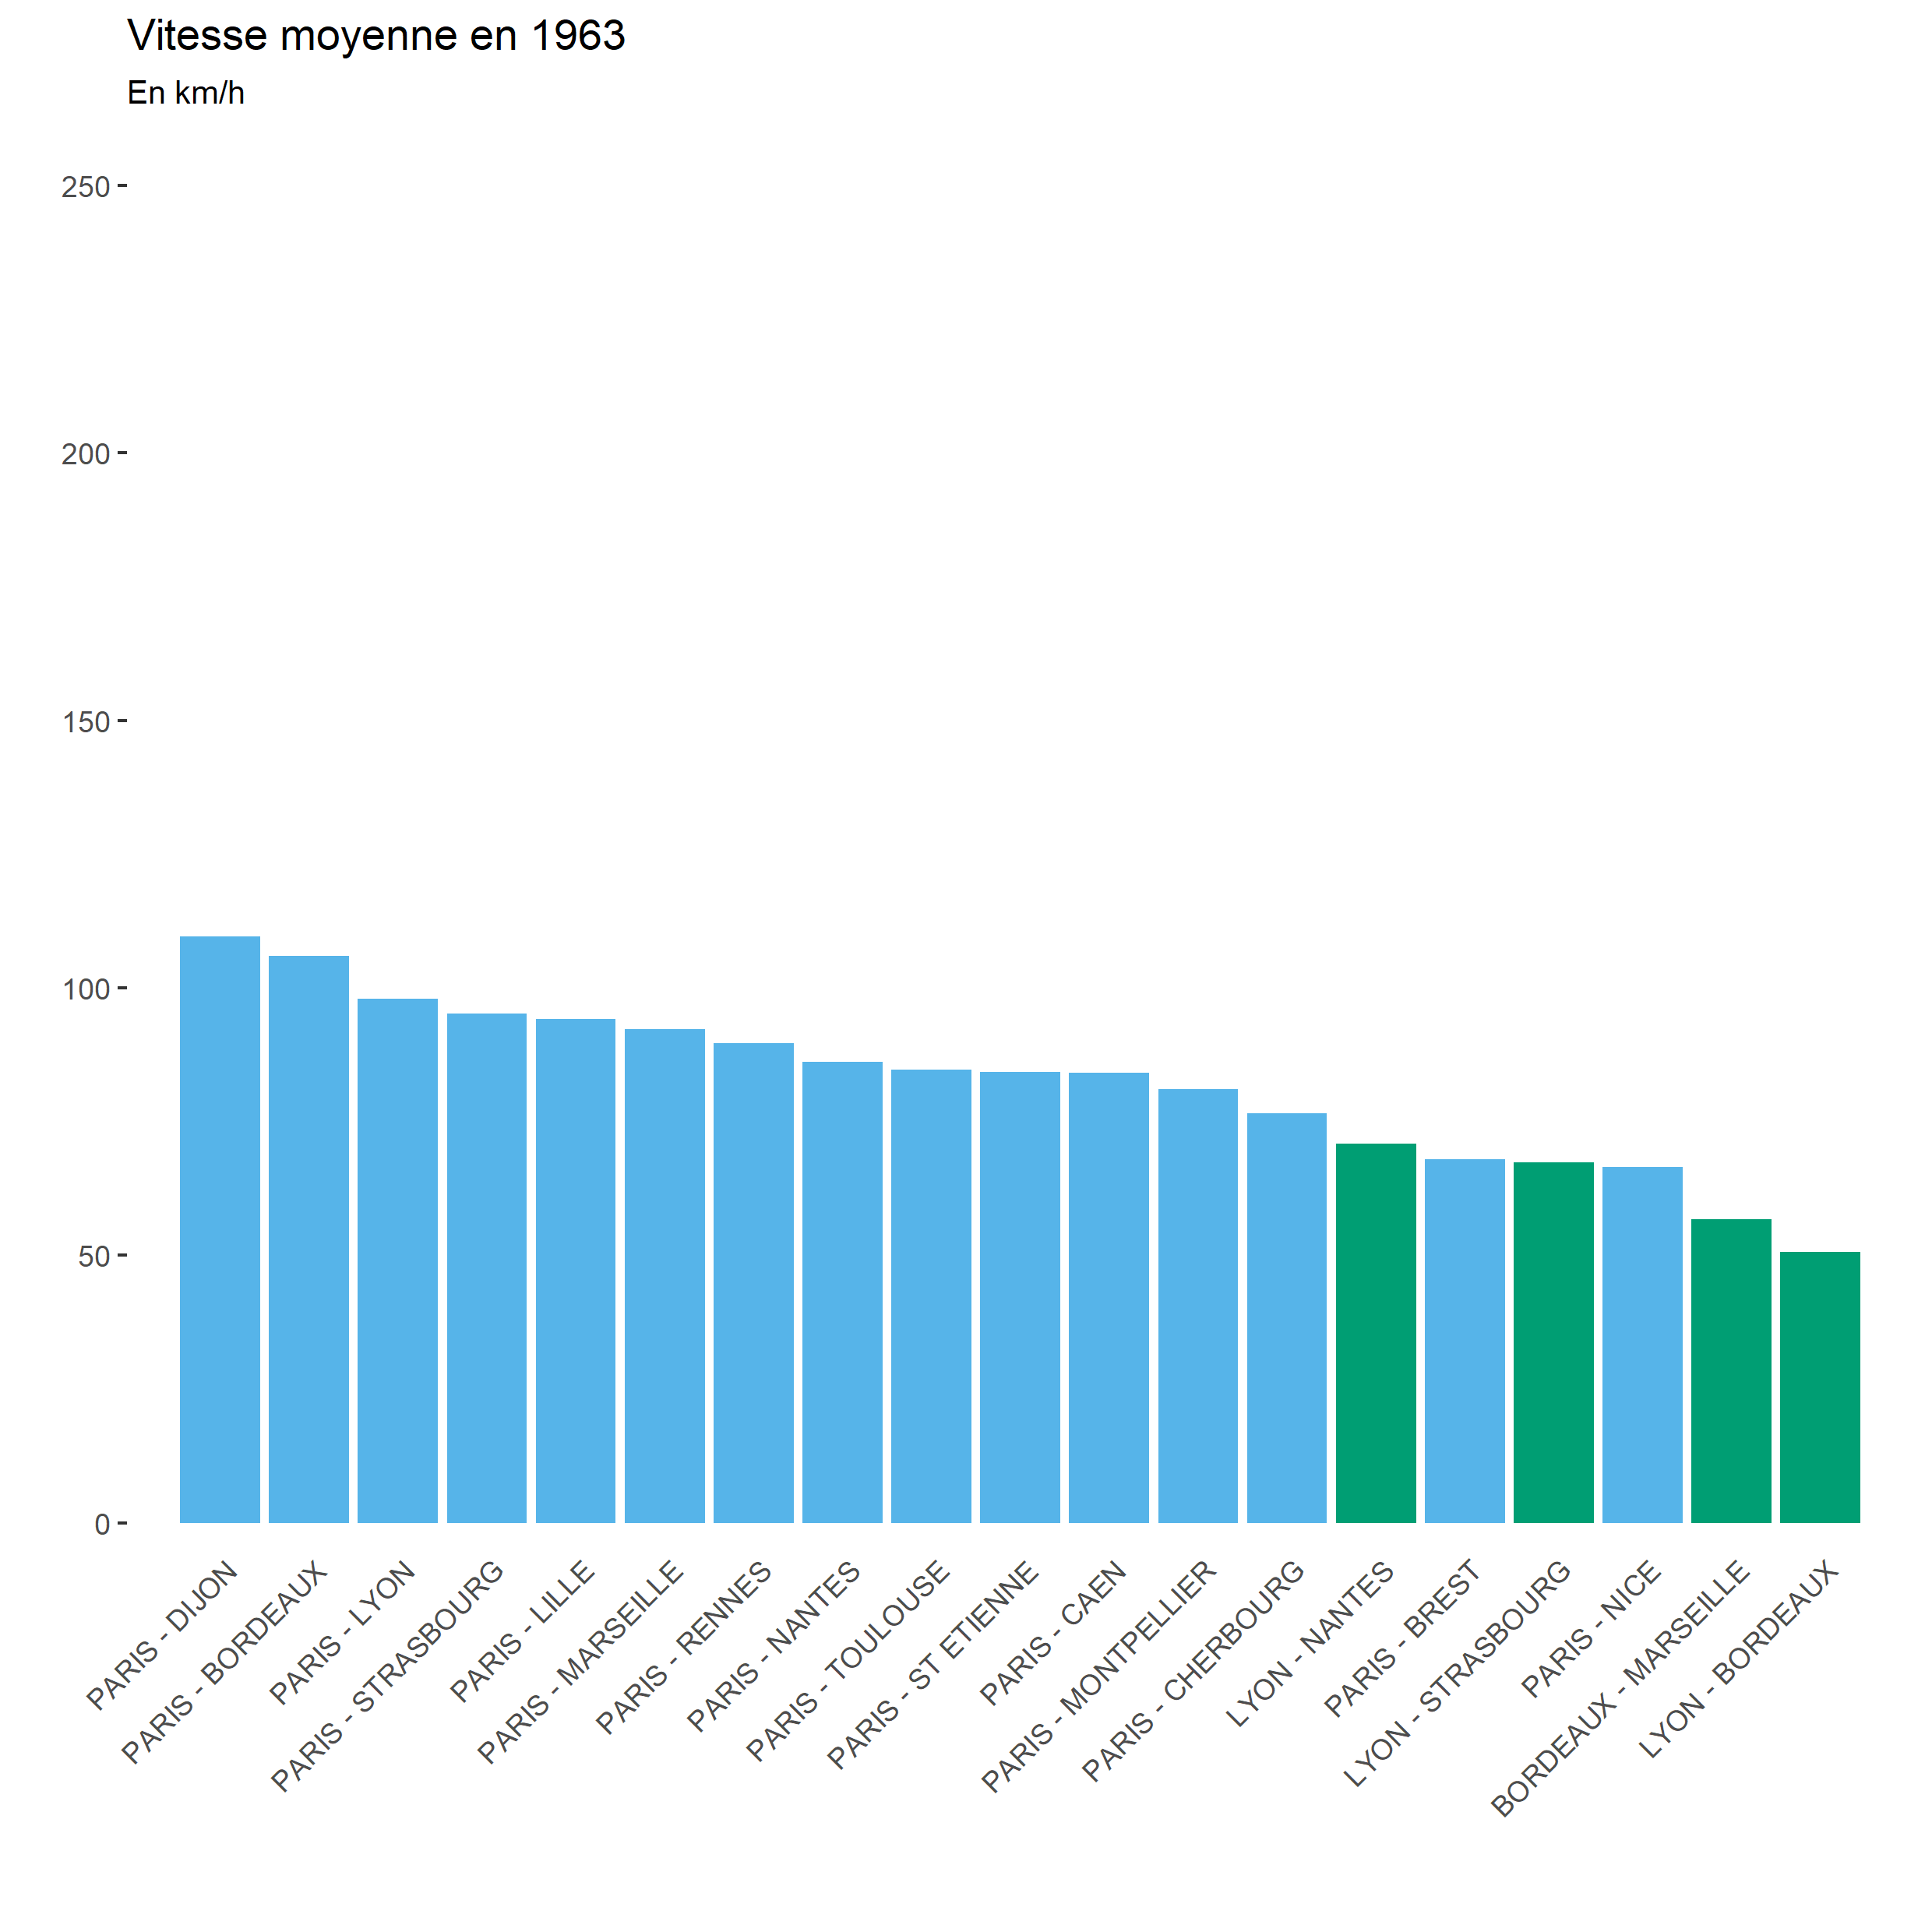 Vitesse moyenne en 1963
En km/h
250
200
150
100
50
0
PARIS - DIJON
PARIS - BORDEAUX
PARIS - LYON
PARIS - STRASBOURG
PARIS - LILLE
PARIS - MARSEILLE
PARIS - RENNES
PARIS - NANTES
PARIS - TOULOUSE
PARIS - ST ETIENNE
PARIS - CAEN
PARIS - MONTPELLIER
PARIS - CHERBOURG
LYON - NANTES
PARIS - BREST
LYON - STRASBOURG
PARIS - NICE
BORDEAUX - MARSEILLE
LYON - BORDEAUX